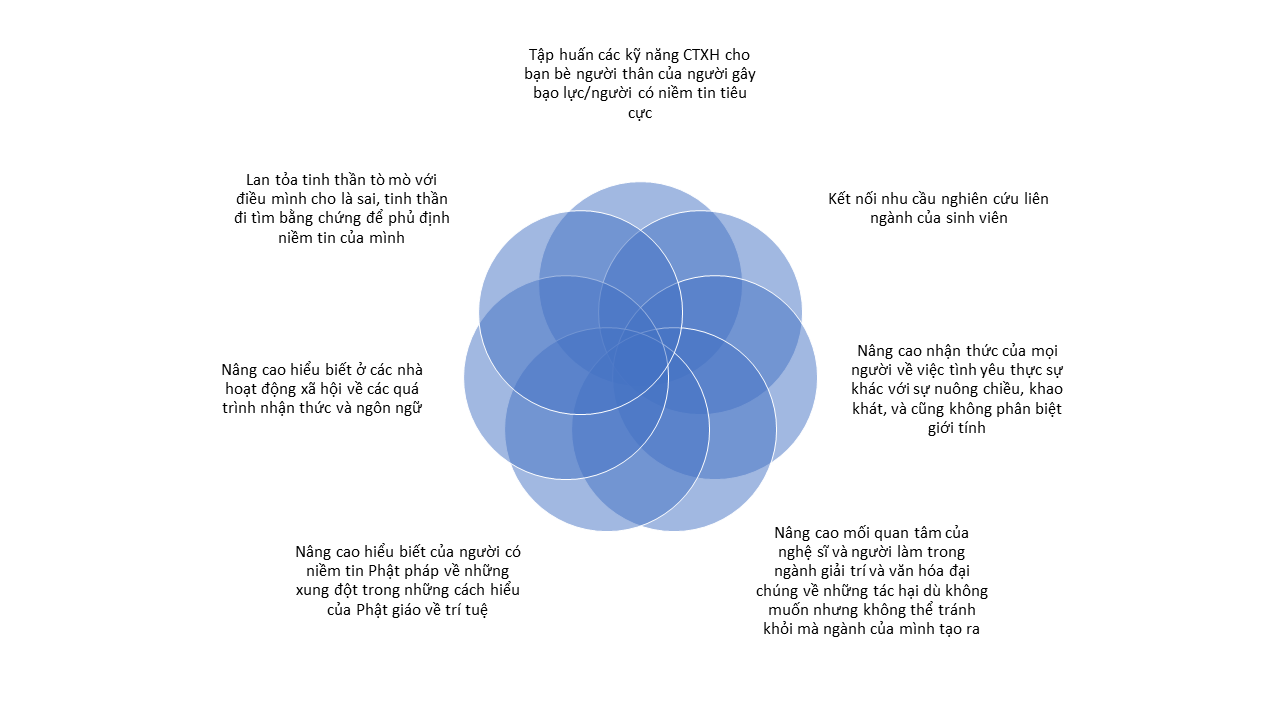 Tập huấn các kỹ năng CTXH cho
bạn bè người thân của người gây
bạo lực/người có niềm tin tiêu
cực
Lan tỏa tinh thần tò mò với
điều mình cho là sai, tinh thần
đi tìm bằng chứng để phủ định
niềm tin của mình
Kết nối nhu cầu nghiên cứu liên
ngành của sinh viên
Nâng cao hiểu biết ở các nhà
hoạt động xã hội về các quá
trình nhận thức và ngôn ngữ
Nâng cao nhận thức của mọi
người về việc tình yêu thực sự
khác với sự nuông chiều, khao
khát, và cũng không phân biệt
giới tính
Nâng cao hiểu biết của người có
niềm tin Phật pháp về những
xung đột trong những cách hiểu
của Phật giáo về trí tuệ
Nâng cao mối quan tâm của
nghệ sĩ và người làm trong
ngành giải trí và văn hóa đại
chúng về những tác hại dù không
muốn nhưng không thể tránh
khỏi mà ngành của mình tạo ra